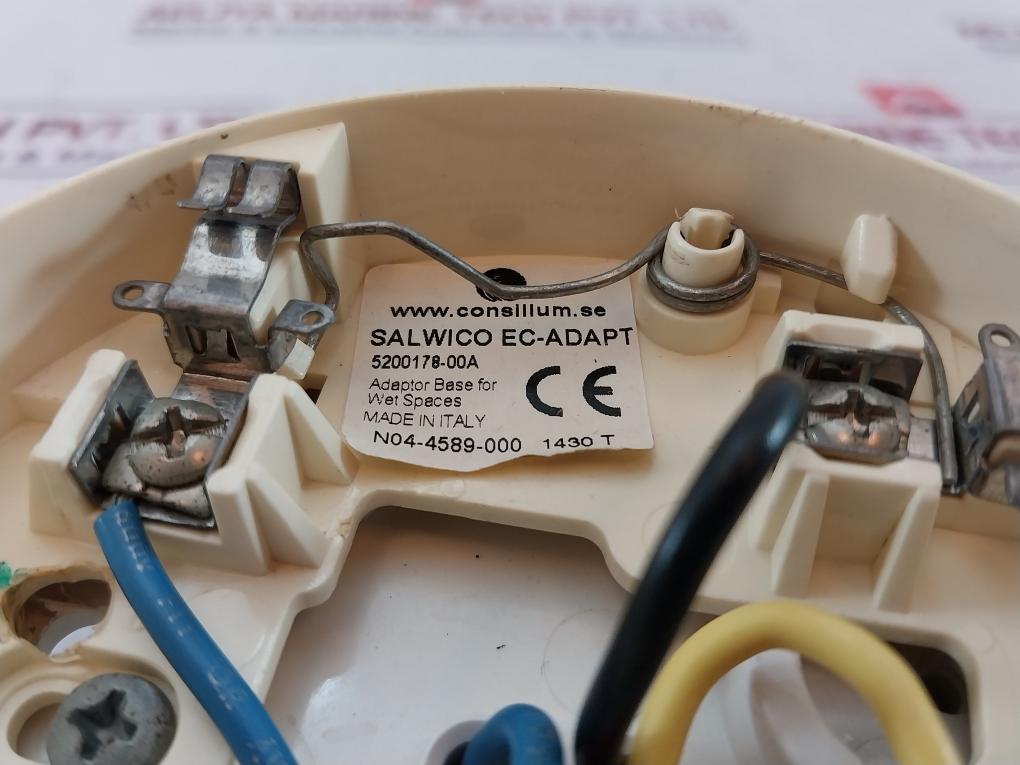 www.consilium.se
SALWICO EC-ADAPT
5200178-00A
Adaptor Base for
Wet Spaces
MADE IN ITALY
N04-4589-000 1430 T
CE